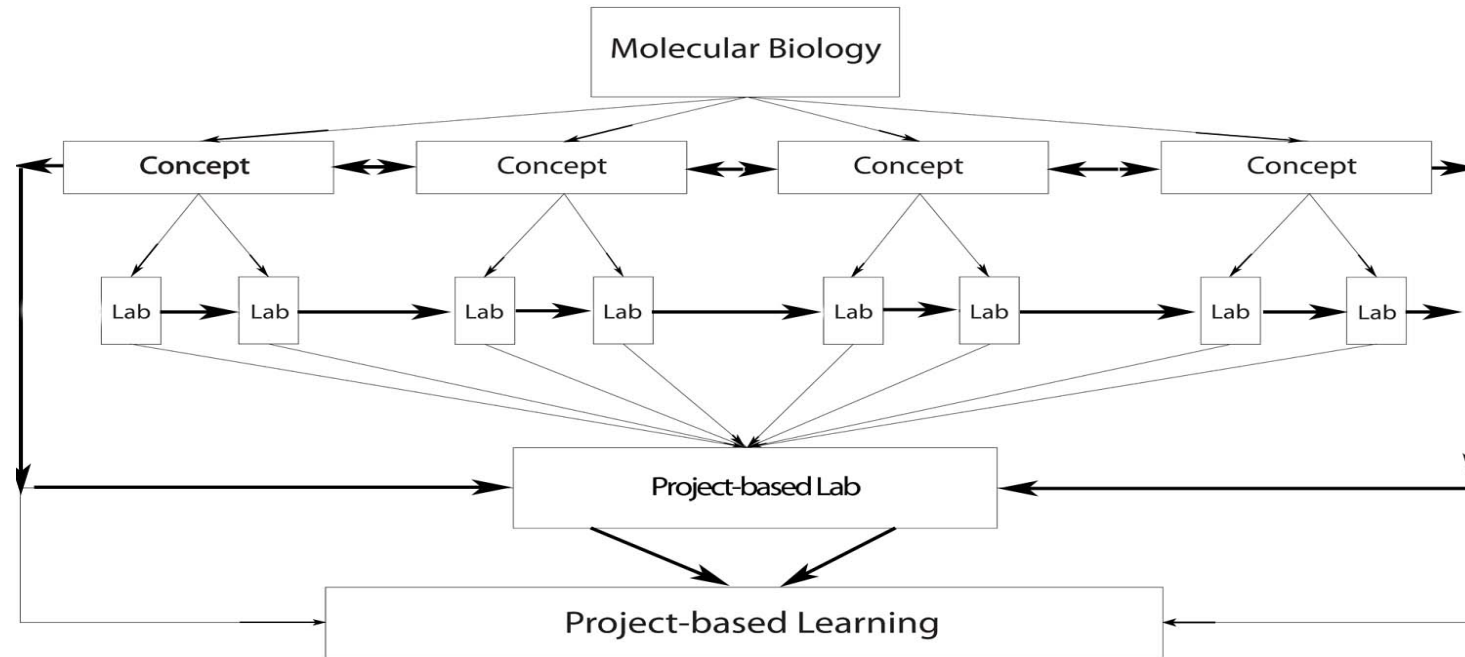 Molecular Biology
Concept
Concept
Concept
Concept
Lab
Lab
Lab
Lab
Lab
Lab
Lab
Lab
Project-based Lab
Project-based Learning